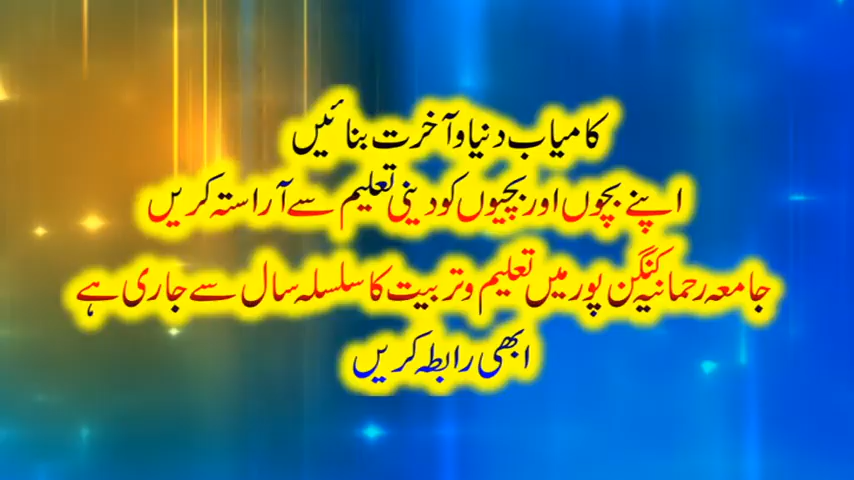 کامیاب دنیا و آخرت بنائیں
اپنے بچوں اور بچیوں کو دینی تعلیم سے آراستہ کریں
جامعہ رحمانیہ کنگن پور میں تعلیم و تربیت کا سلسلہ سال سے جاری ہے
ابھی رابطہ کریں